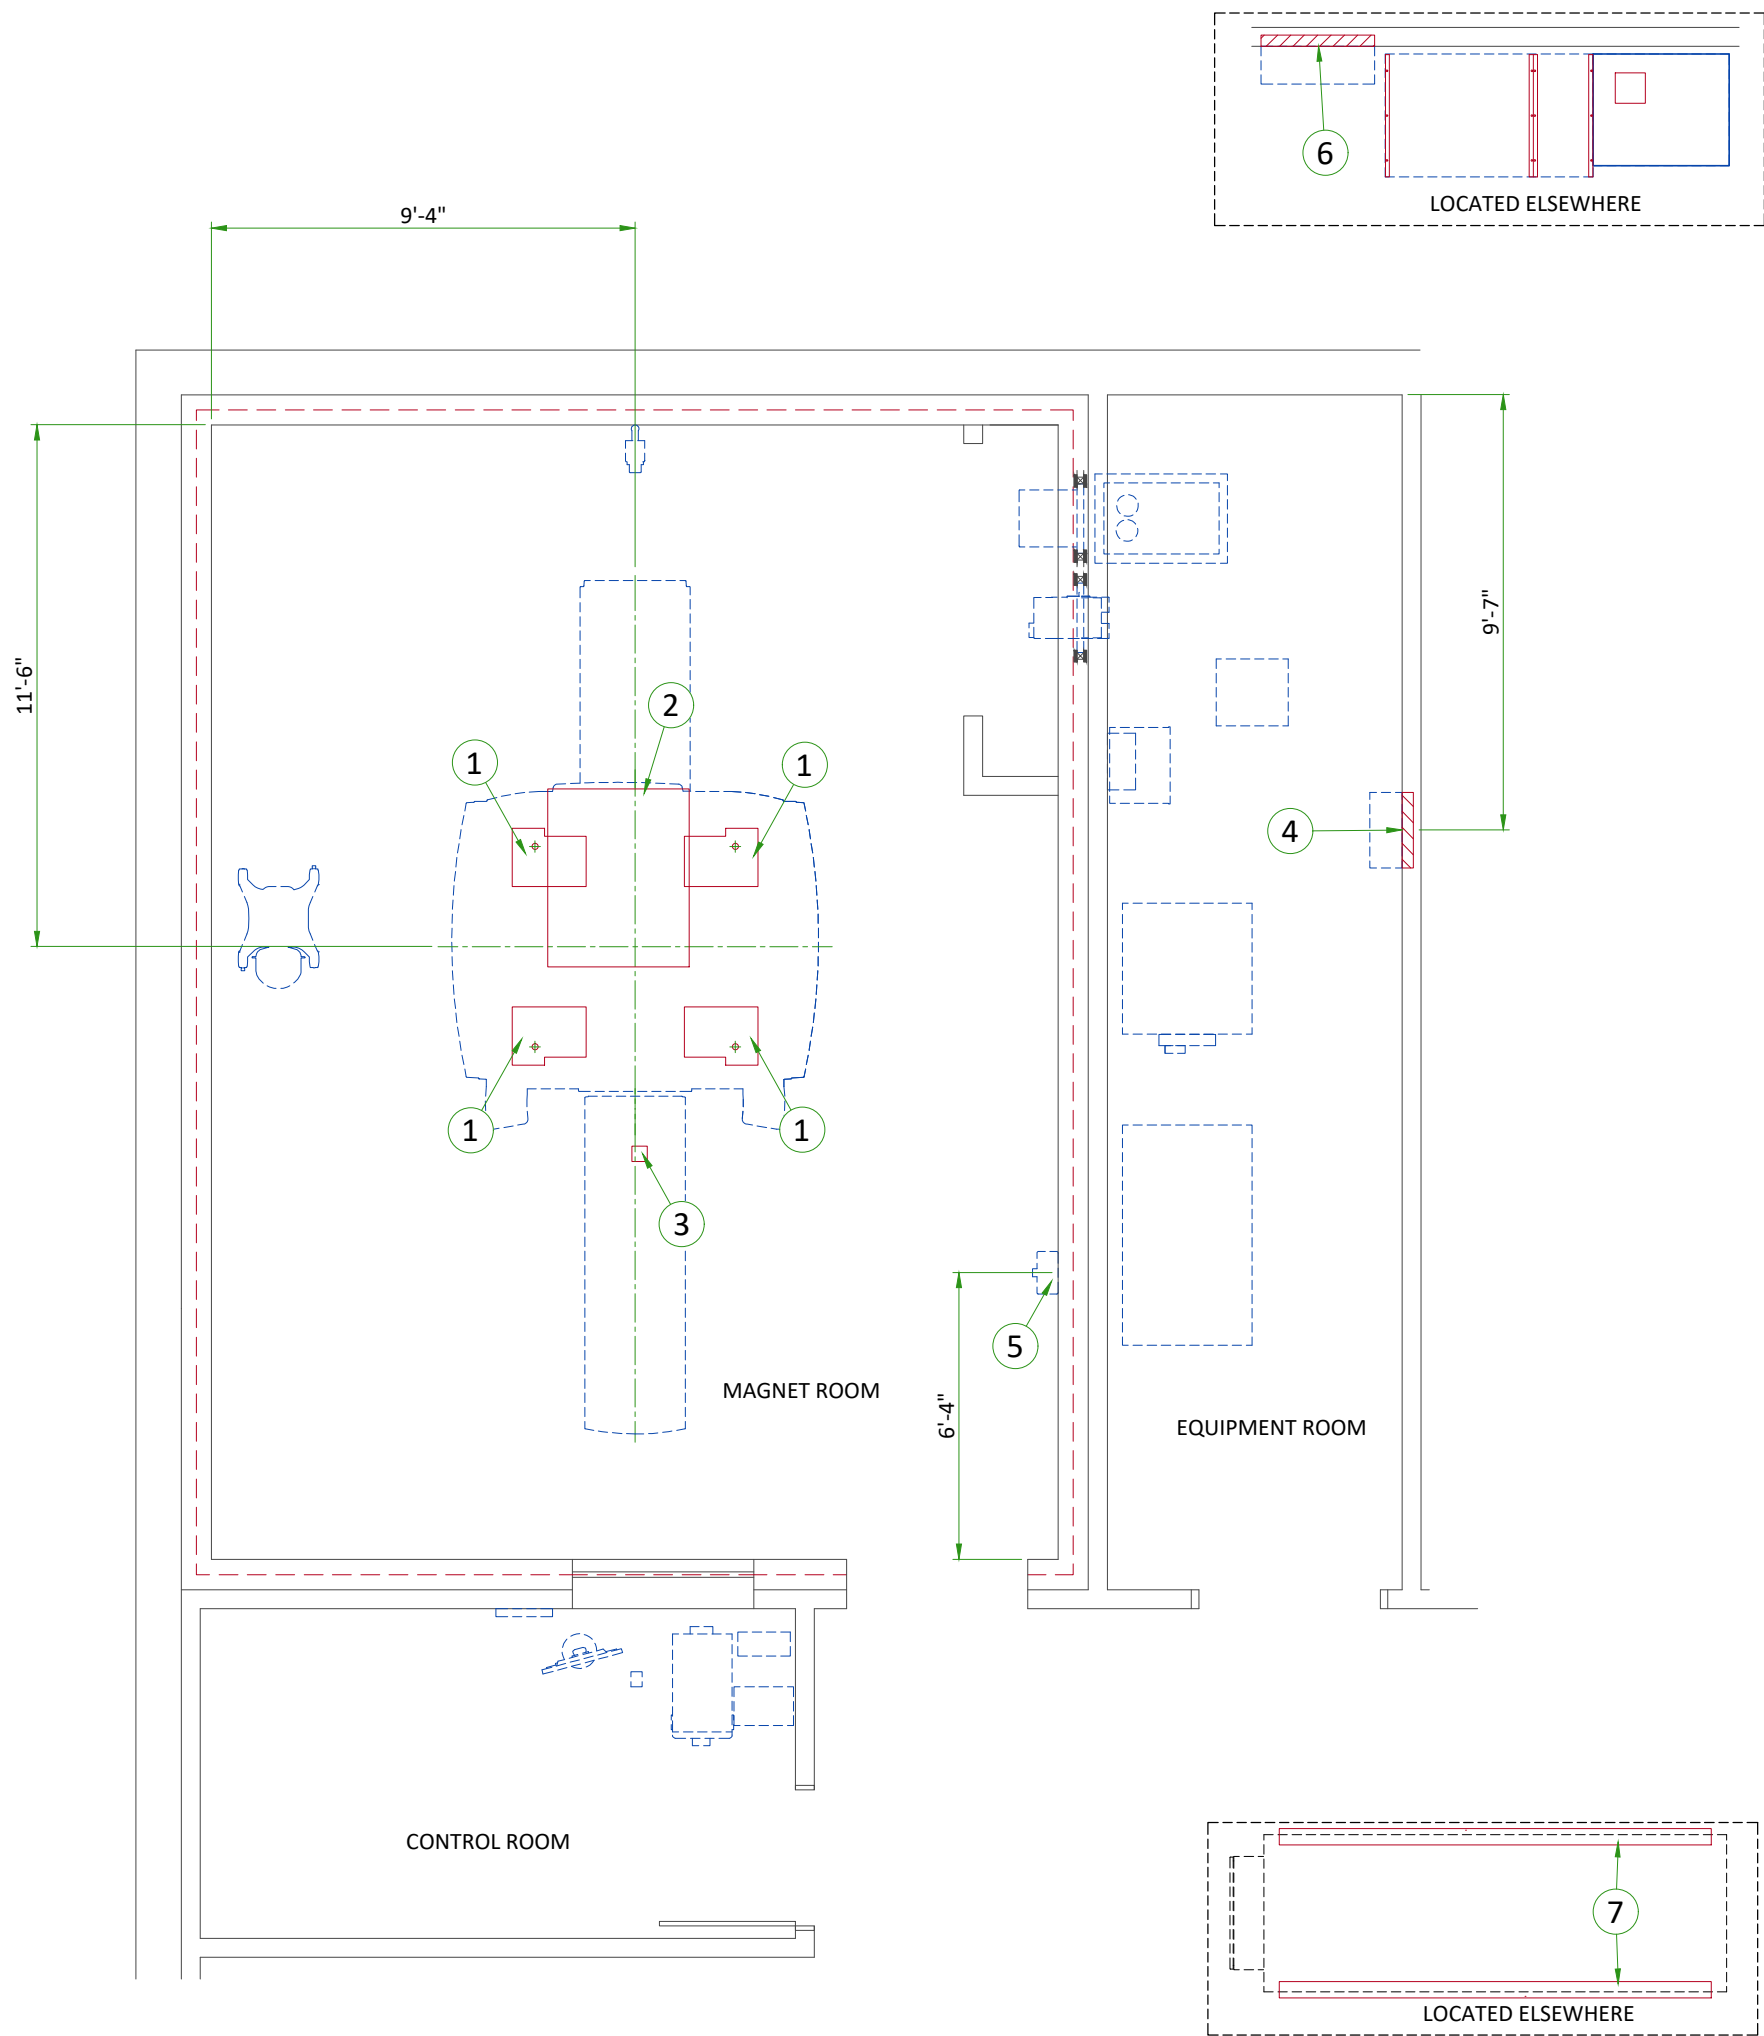 6
LOCATED ELSEWHERE
9'-4"
11'-6"
9'-7"
2
1
1
4
1
1
3
5
6'-4"
MAGNET ROOM
EQUIPMENT ROOM
CONTROL ROOM
7
LOCATED ELSEWHERE